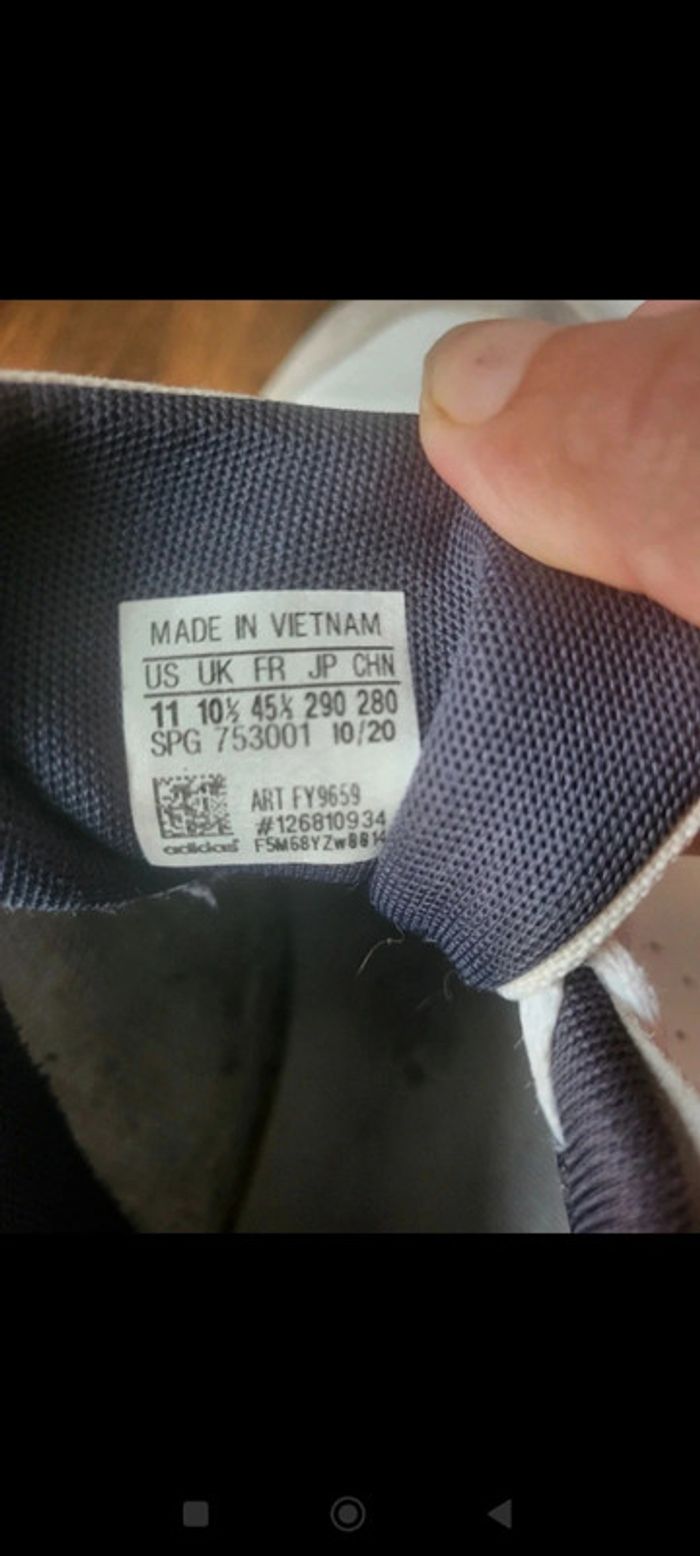 MADE IN VIETNAM
US UK FR JP CHN
11 10½ 45⅓ 290 280
SPG 753001 10/20
ART FY9659
#126810934
adidas F5M68YZw8814